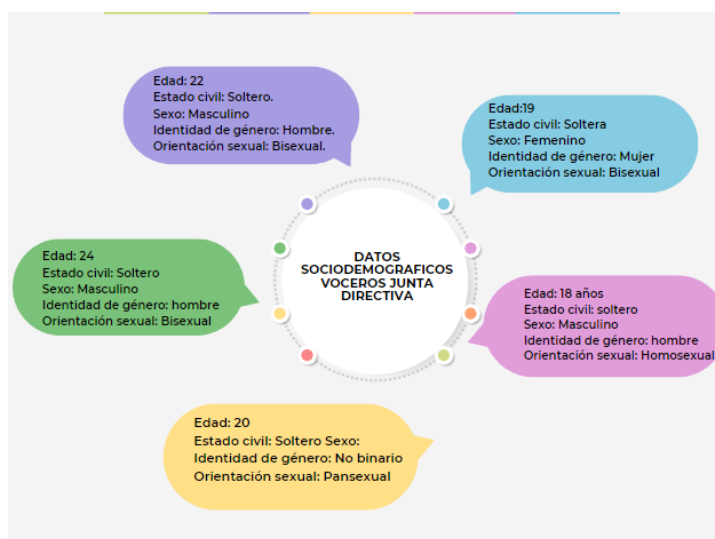 Edad: 22
Estado civil: Soltero.
Sexo: Masculino
Identidad de género: Hombre.
Orientación sexual: Bisexual.
Edad:19
Estado civil: Soltera
Sexo: Femenino
Identidad de género: Mujer
Orientación sexual: Bisexual
DATOS
SOCIODEMOGRAFICOS
VOCEROS JUNTA
DIRECTIVA
Edad: 24
Estado civil: Soltero
Sexo: Masculino
Identidad de género: hombre
Orientación sexual: Bisexual
Edad: 18 años
Estado civil: soltero
Sexo: Masculino
Identidad de género: hombre
Orientación sexual: Homosexual
Edad: 20
Estado civil: Soltero Sexo:
Identidad de género: No binario
Orientación sexual: Pansexual